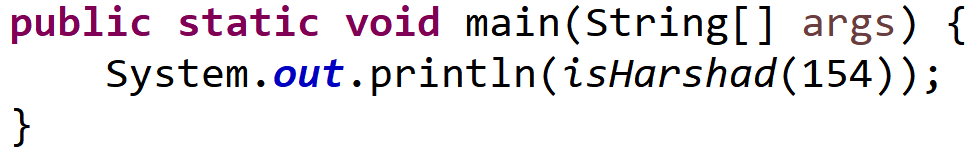 public static void main(String[] args) {
    System.out.println(isHarshad(154));
}